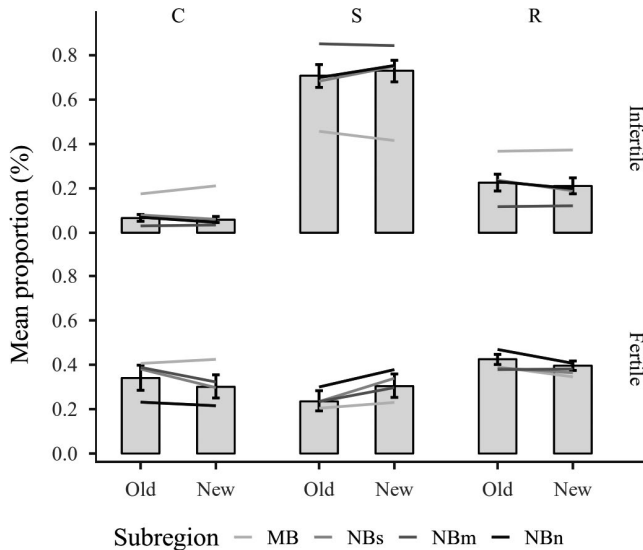 C S R
0.8
0.6
0.4
0.2
0.0
Infertile
Mean proportion (%)
0.8
0.6
0.4
0.2
0.0
Fertile
Old New Old New Old New
Subregion MB NBs NBm NBn